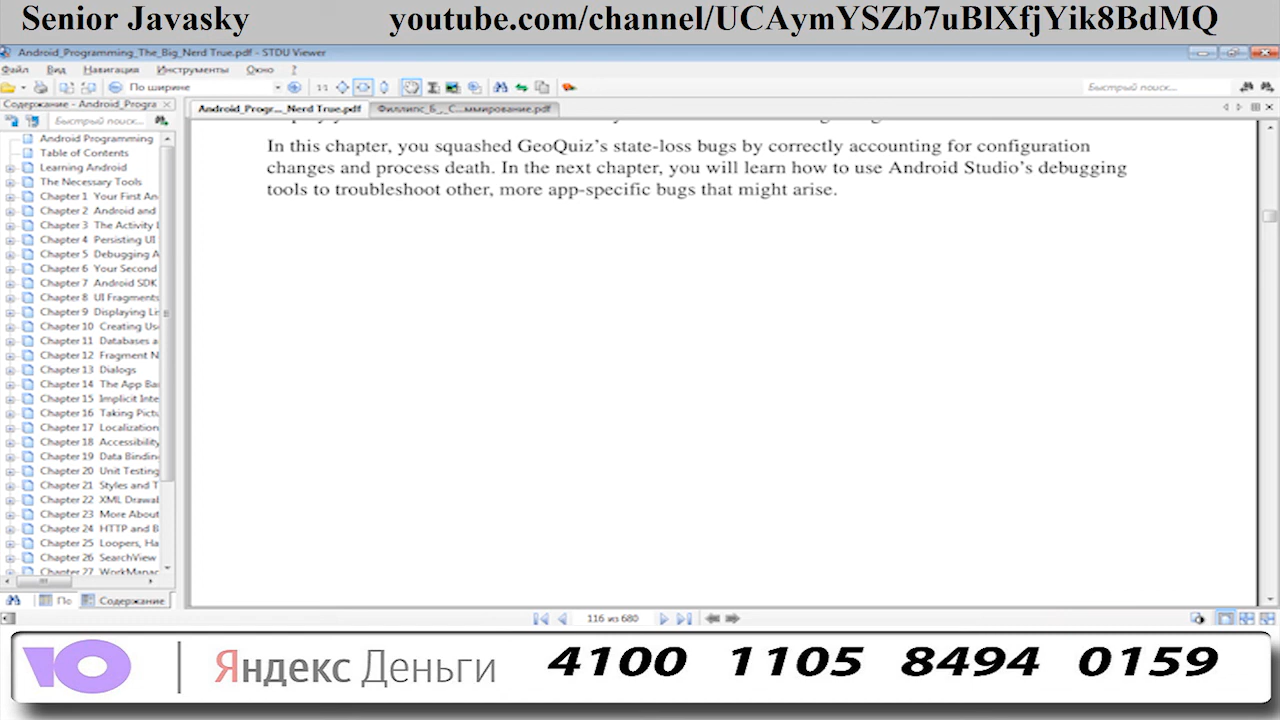 Senior Javasky youtube.com/channel/UCAymYSZb7uBlXfjYik8BdMQ
Android_Programming_The_Big_Nerd True.pdf - STDU Viewer
Файл Вид Навигация Инструменты Окно ?
По ширине Быстрый поиск...
Содержание - Android_Progra
Android_Progr..._Nerd True.pdf Филлипс_Б_,_С...ммирование.pdf
Быстрый поиск...
Android Programming
Table of Contents
Learning Android
The Necessary Tools
Chapter 1 Your First An
Chapter 2 Android and
Chapter 3 The Activity
Chapter 4 Persisting UI
Chapter 5 Debugging A
Chapter 6 Your Second
Chapter 7 Android SDK
Chapter 8 UI Fragments
Chapter 9 Displaying Li
Chapter 10 Creating Us
Chapter 11 Databases a
Chapter 12 Fragment N
Chapter 13 Dialogs
Chapter 14 The App Ba
Chapter 15 Implicit Inte
Chapter 16 Taking Pictu
Chapter 17 Localization
Chapter 18 Accessibility
Chapter 19 Data Bindin
Chapter 20 Unit Testing
Chapter 21 Styles and T
Chapter 22 XML Drawal
Chapter 23 More About
Chapter 24 HTTP and B
Chapter 25 Loopers, Ha
Chapter 26 SearchView
Chapter 27 WorkManag
In this chapter, you squashed GeoQuiz's state-loss bugs by correctly accounting for configuration
changes and process death. In the next chapter, you will learn how to use Android Studio's debugging
tools to troubleshoot other, more app-specific bugs that might arise.
По Содержание
116 из 680
Ю Яндекс Деньги 4100 1105 8494 0159